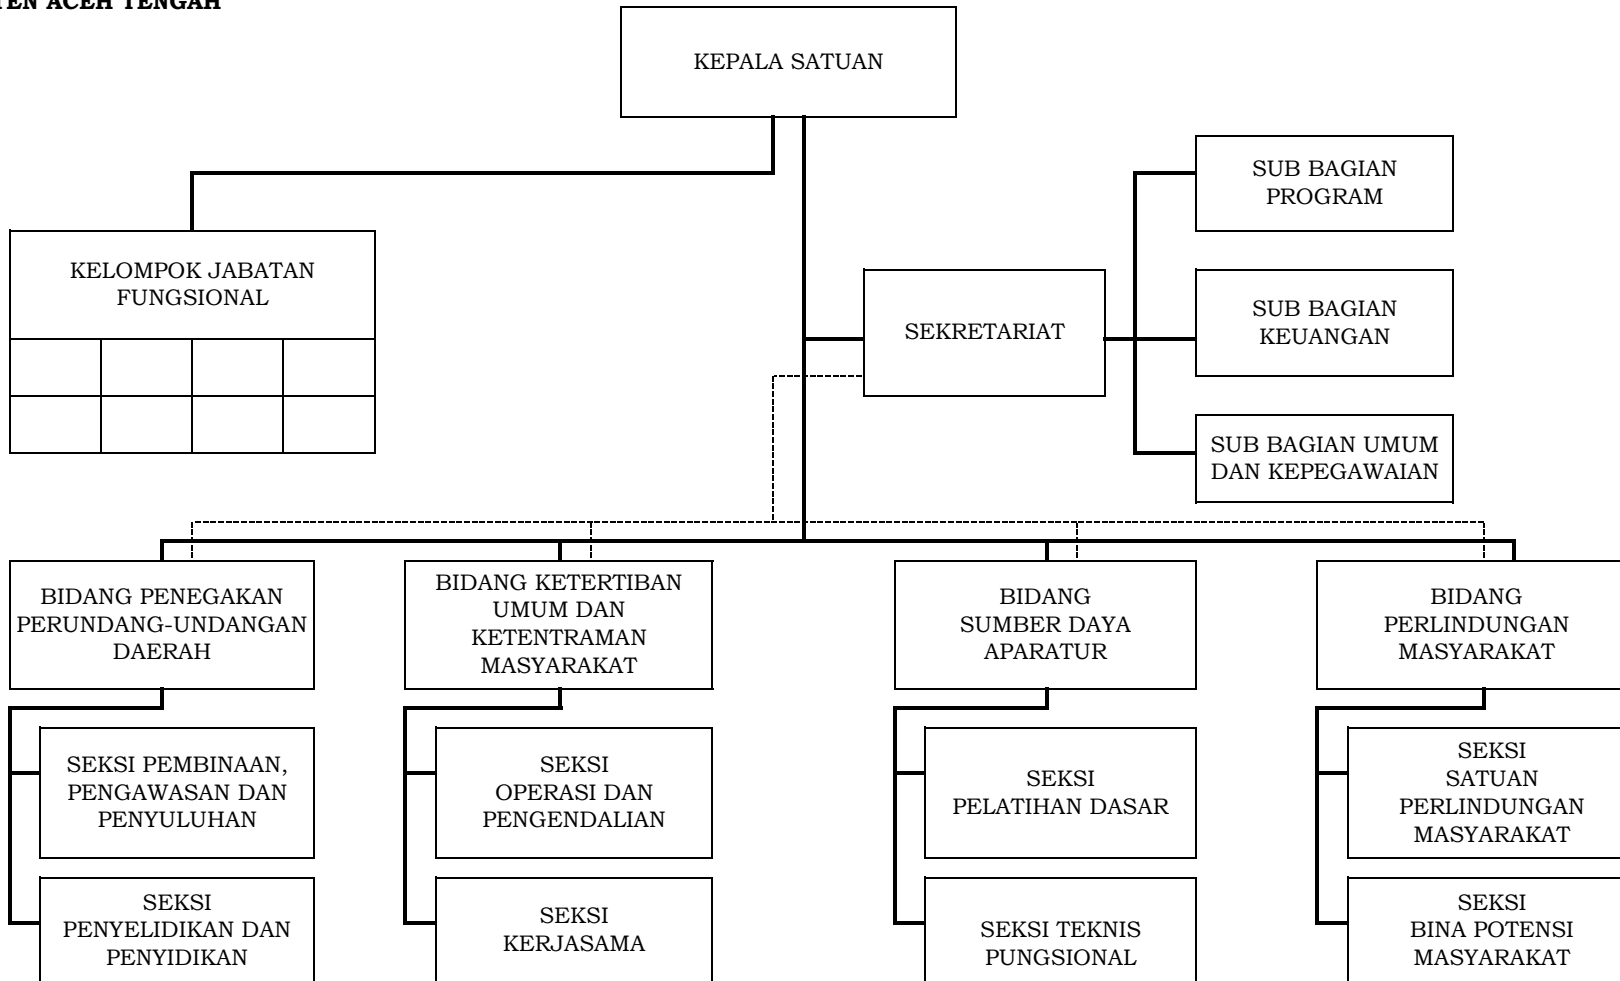 TEN ACEH TENGAH
KEPALA SATUAN
SUB BAGIAN
PROGRAM
KELOMPOK JABATAN
FUNGSIONAL
SEKRETARIAT
SUB BAGIAN
KEUANGAN
SUB BAGIAN UMUM
DAN KEPEGAWAIAN
BIDANG PENEGAKAN
PERUNDANG-UNDANGAN
DAERAH
BIDANG KETERTIBAN
UMUM DAN
KETENTRAMAN
MASYARAKAT
BIDANG
SUMBER DAYA
APARATUR
BIDANG
PERLINDUNGAN
MASYARAKAT
SEKSI PEMBINAAN,
PENGAWASAN DAN
PENYULUHAN
SEKSI
OPERASI DAN
PENGENDALIAN
SEKSI
PELATIHAN DASAR
SEKSI
SATUAN
PERLINDUNGAN
MASYARAKAT
SEKSI
PENYELIDIKAN DAN
PENYIDIKAN
SEKSI
KERJASAMA
SEKSI TEKNIS
PUNGSIONAL
SEKSI
BINA POTENSI
MASYARAKAT